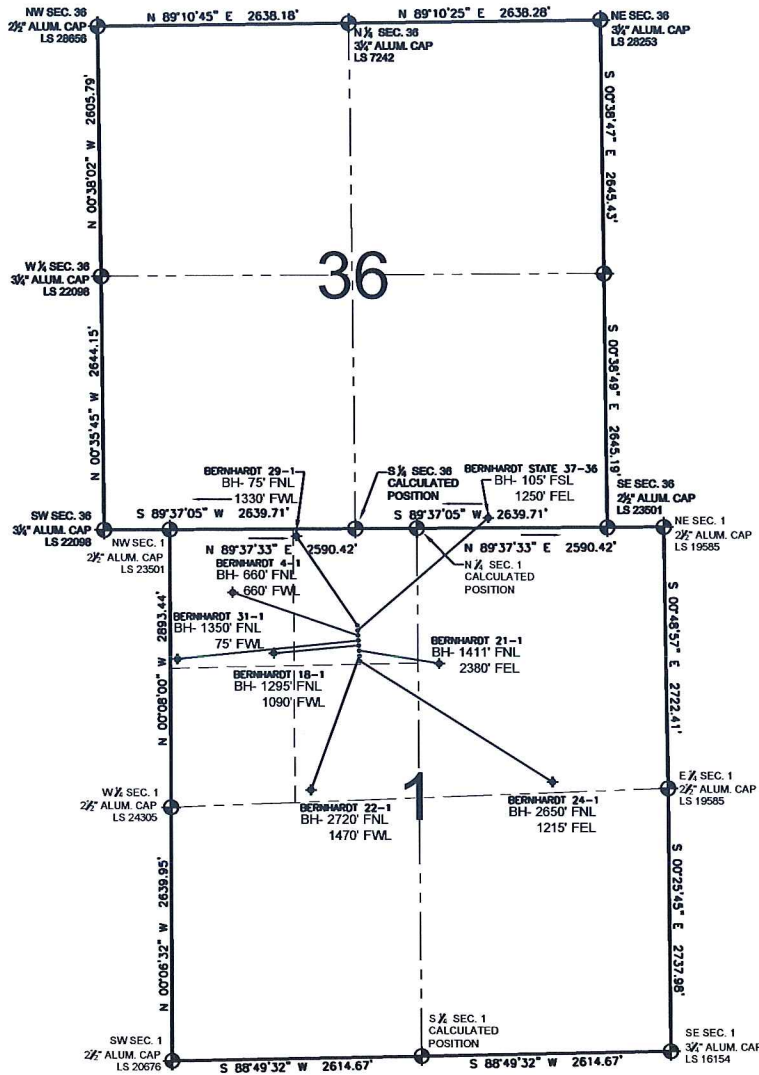 NW SEC. 36
2½" ALUM. CAP
LS 28656
N 89°10'45" E 2638.18'
N ¼ SEC. 36
3¼" ALUM. CAP
LS 7242
N 89°10'25" E 2638.28'
NE SEC. 36
3¼" ALUM. CAP
LS 28253
N 00°38'02" W 2605.79'
S 00°38'47" E 2645.43'
W ¼ SEC. 36
3¼" ALUM. CAP
LS 22098
36
N 00°35'45" W 2644.15'
S 00°38'49" E 2645.19'
BERNHARDT 29-1
BH- 75' FNL
1330' FWL
S ¼ SEC. 36
CALCULATED
POSITION
BERNHARDT STATE 37-36
BH- 105' FSL
1250' FEL
SE SEC. 36
2½" ALUM. CAP
LS 23501
SW SEC. 36
3¼" ALUM. CAP
LS 22098
S 89°37'05" W 2639.71'
S 89°37'05" W 2639.71'
NW SEC. 1
2½" ALUM. CAP
LS 23501
N 89°37'33" E 2590.42'
N 89°37'33" E 2590.42'
NE SEC. 1
2½" ALUM. CAP
LS 19585
N ¼ SEC. 1
CALCULATED
POSITION
BERNHARDT 4-1
BH- 660' FNL
660' FWL
N 00°08'00" W 2893.44'
S 00°48'57" E 2722.41'
BERNHARDT 31-1
BH- 1350' FNL
75' FWL
BERNHARDT 18-1
BH- 1295' FNL
1090' FWL
BERNHARDT 21-1
BH- 1411' FNL
2380' FEL
W ¼ SEC. 1
2½" ALUM. CAP
LS 24305
1
E ¼ SEC. 1
2½" ALUM. CAP
LS 19585
BERNHARDT 22-1
BH- 2720' FNL
1470' FWL
BERNHARDT 24-1
BH- 2650' FNL
1215' FEL
N 00°06'32" W 2639.95'
S 00°25'45" E 2737.98'
S ¼ SEC. 1
CALCULATED
POSITION
SW SEC. 1
2½" ALUM. CAP
LS 20676
S 88°49'32" W 2614.67'
S 88°49'32" W 2614.67'
SE SEC. 1
3¼" ALUM. CAP
LS 16154